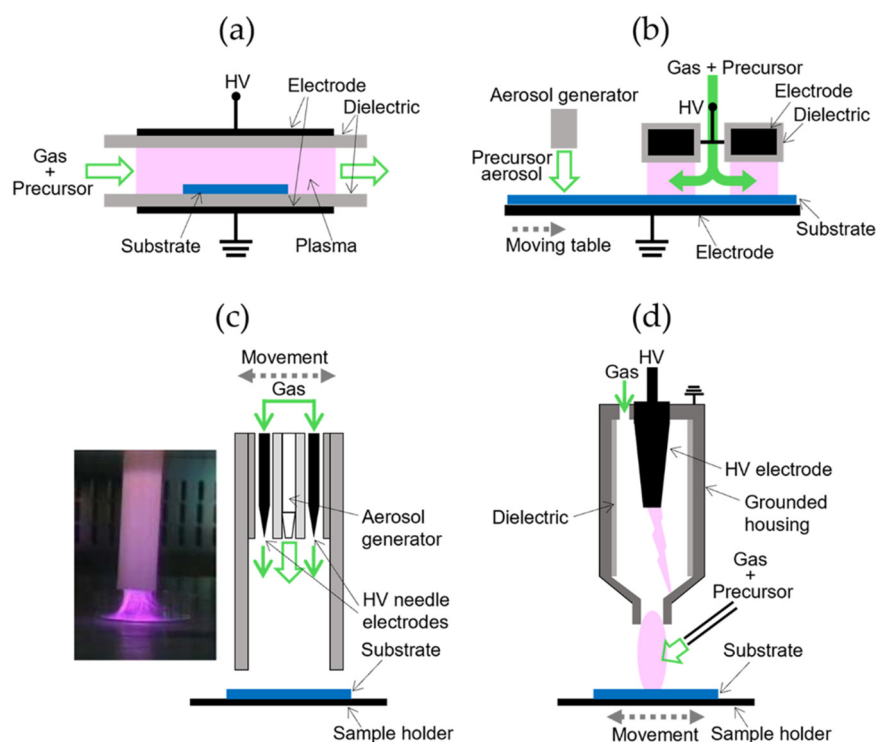 (a)
HV
Electrode
Dielectric
Gas
+
Precursor
Substrate
Plasma
(b)
Gas + Precursor
Electrode
Dielectric
HV
Aerosol generator
Precursor
aerosol
Substrate
Moving table
Electrode
(c)
Movement
Gas
Aerosol
generator
HV needle
electrodes
Substrate
Sample holder
(d)
HV
Gas
HV electrode
Dielectric
Grounded
housing
Gas
+
Precursor
Substrate
Movement
Sample holder